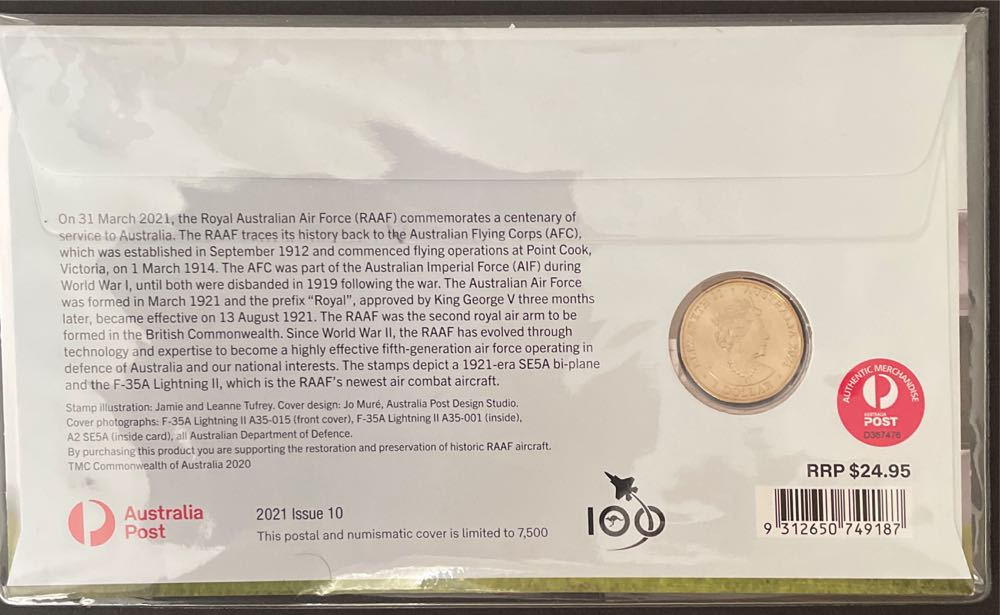 On 31 March 2021, the Royal Australian Air Force (RAAF) commemorates a centenary of
service to Australia. The RAAF traces its history back to the Australian Flying Corps (AFC),
which was established in September 1912 and commenced flying operations at Point Cook,
Victoria, on 1 March 1914. The AFC was part of the Australian Imperial Force (AIF) during
World War I, until both were disbanded in 1919 following the war. The Australian Air Force
was formed in March 1921 and the prefix “Royal”, approved by King George V three months
later, became effective on 13 August 1921. The RAAF was the second royal air arm to be
formed in the British Commonwealth. Since World War II, the RAAF has evolved through
technology and expertise to become a highly effective fifth-generation air force operating in
defence of Australia and our national interests. The stamps depict a 1921-era SE5A bi-plane
and the F-35A Lightning II, which is the RAAF’s newest air combat aircraft.
Stamp illustration: Jamie and Leanne Tufrey. Cover design: Jo Muré, Australia Post Design Studio.
Cover photographs: F-35A Lightning II A35-015 (front cover), F-35A Lightning II A35-001 (inside),
A2 SE5A (inside card), all Australian Department of Defence.
By purchasing this product you are supporting the restoration and preservation of historic RAAF aircraft.
TMC Commonwealth of Australia 2020
Australia
Post
2021 Issue 10
This postal and numismatic cover is limited to 7,500
100
ELIZABETH II
AUSTRALIA
1 DOLLAR
AUTHENTIC MERCHANDISE
AUSTRALIA
POST
D367476
RRP $24.95
9 312650 749187